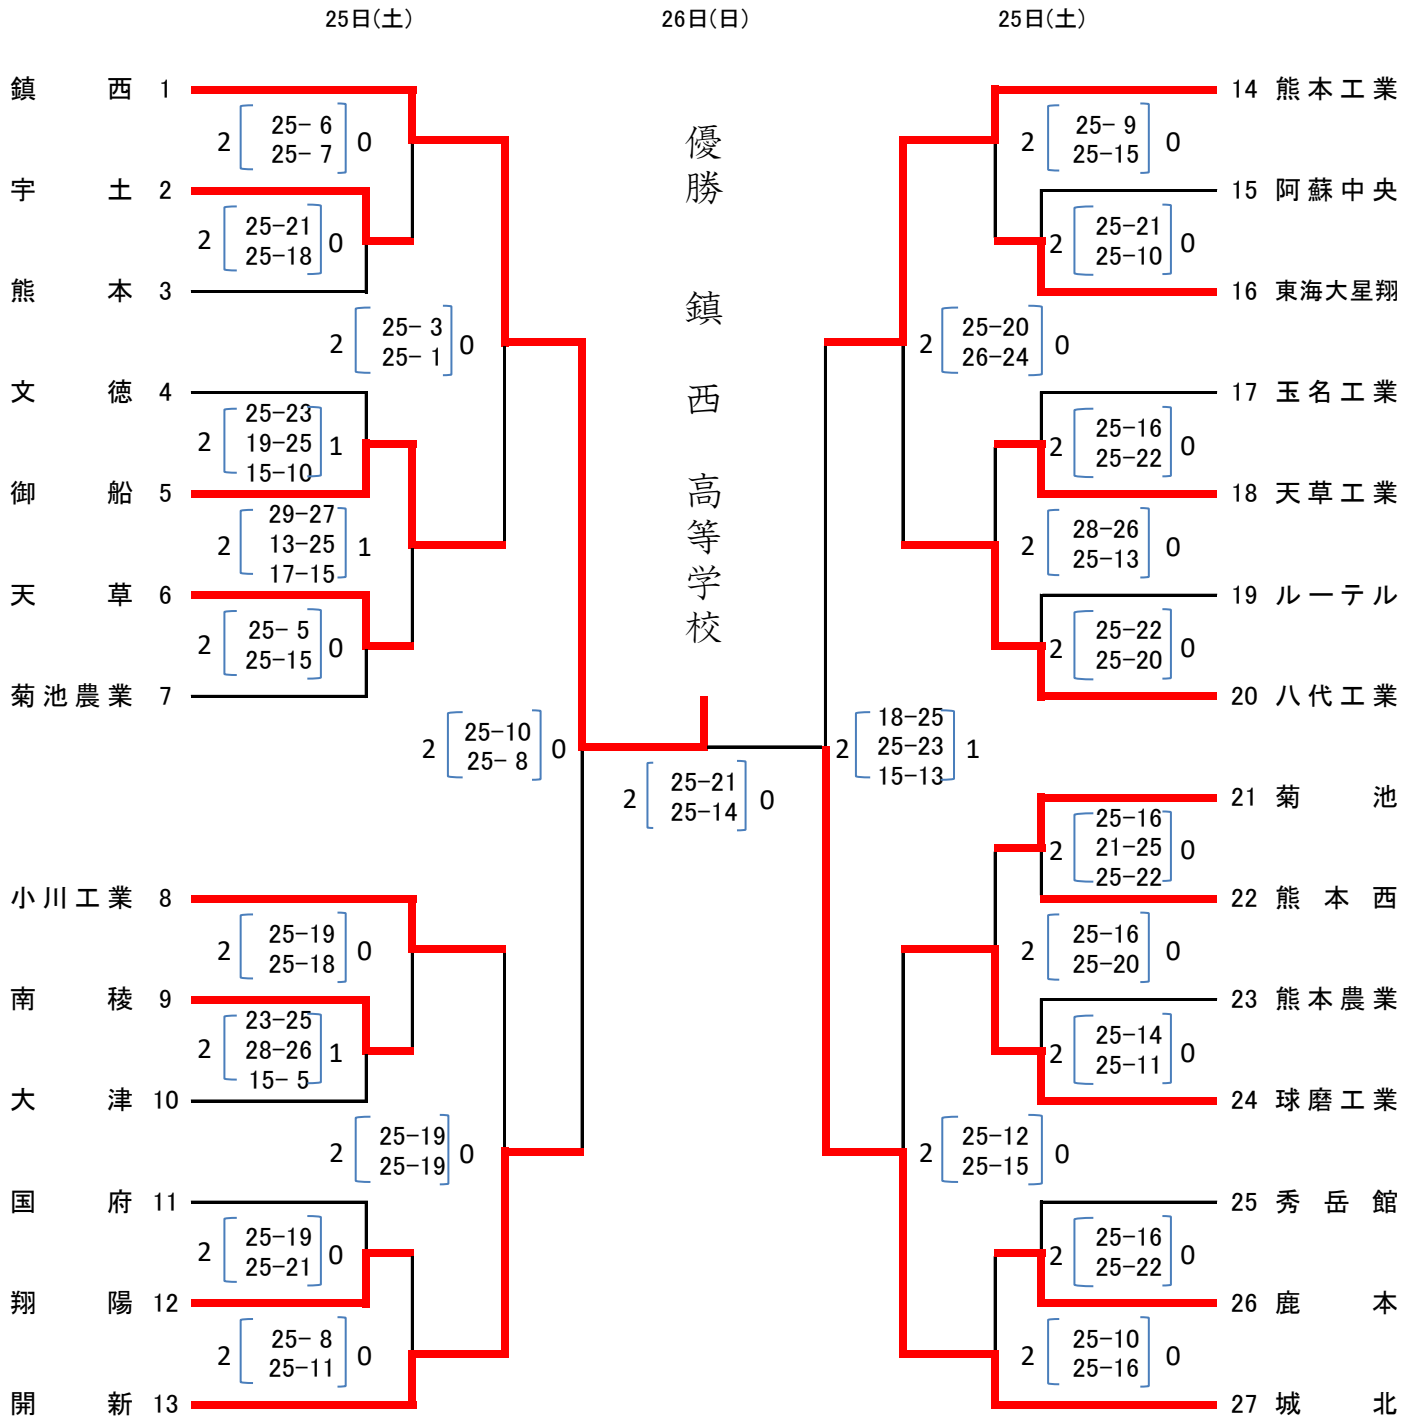 25日(土)
26日(日)
25日(土)
鎮西 1
2 25- 6 0
25- 7
宇土 2
2 25-21 0
25-18
熊本 3
2 25- 3 0
25- 1
文徳 4
25-23
2 19-25 1
15-10
御船 5
29-27
2 13-25 1
17-15
天草 6
2 25- 5 0
25-15
菊池農業 7
2 25-10 0
25- 8
小川工業 8
2 25-19 0
25-18
南稜 9
23-25
2 28-26 1
15- 5
大津 10
2 25-19 0
25-19
国府 11
2 25-19 0
25-21
翔陽 12
2 25- 8 0
25-11
開新 13
優勝 鎮西高等学校
2 25-21 0
25-14
14 熊本工業
2 25- 9 0
25-15
15 阿蘇中央
2 25-21 0
25-10
16 東海大星翔
2 25-20 0
26-24
17 玉名工業
2 25-16 0
25-22
18 天草工業
2 28-26 0
25-13
19 ルーテル
2 25-22 0
25-20
20 八代工業
18-25
2 25-23 1
15-13
21 菊池
25-16
2 21-25 0
25-22
22 熊本西
2 25-16 0
25-20
23 熊本農業
2 25-14 0
25-11
24 球磨工業
2 25-12 0
25-15
25 秀岳館
2 25-16 0
25-22
26 鹿本
2 25-10 0
25-16
27 城北